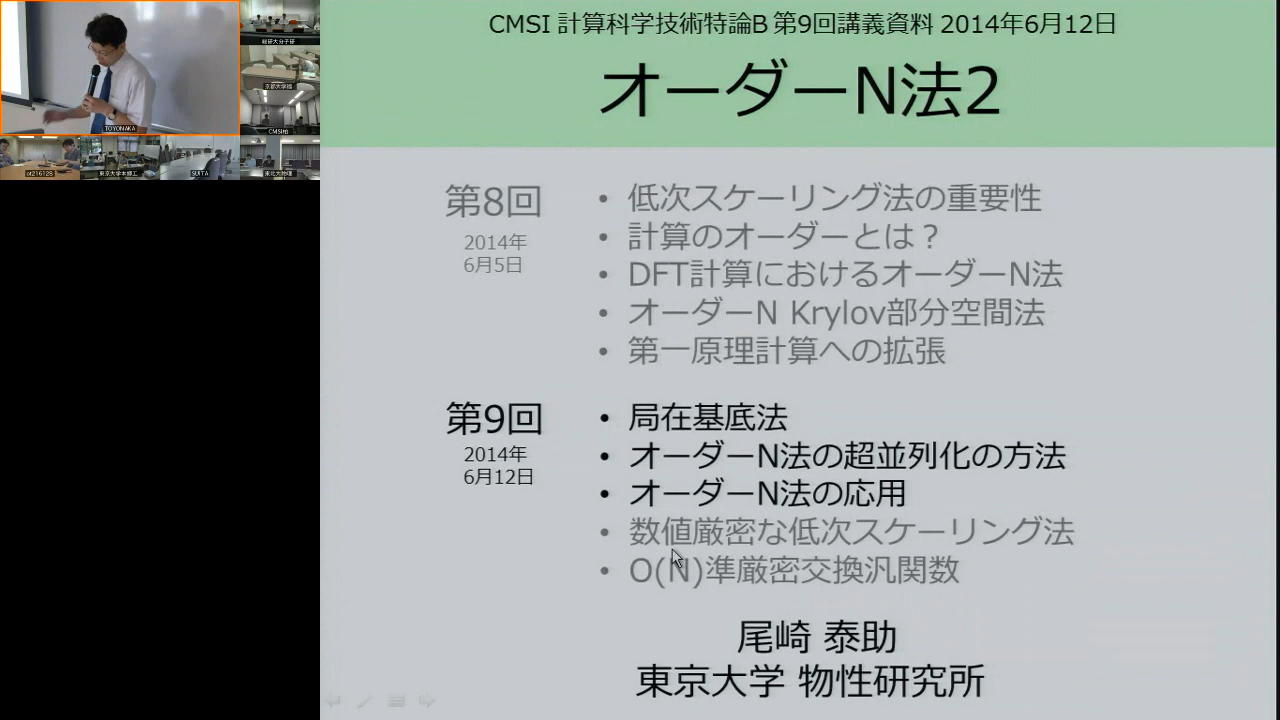 CMSI 計算科学技術特論B 第9回講義資料 2014年6月12日
オーダーN法2
第8回
2014年
6月5日
• 低次スケーリング法の重要性
• 計算のオーダーとは？
• DFT計算におけるオーダーN法
• オーダーN Krylov部分空間法
• 第一原理計算への拡張
第9回
2014年
6月12日
• 局在基底法
• オーダーN法の超並列化の方法
• オーダーN法の応用
• 数値厳密な低次スケーリング法
• O(N)準厳密交換汎関数
尾崎 泰助
東京大学 物性研究所
TOYONAKA
CMSI柏
ot216128
SUITA